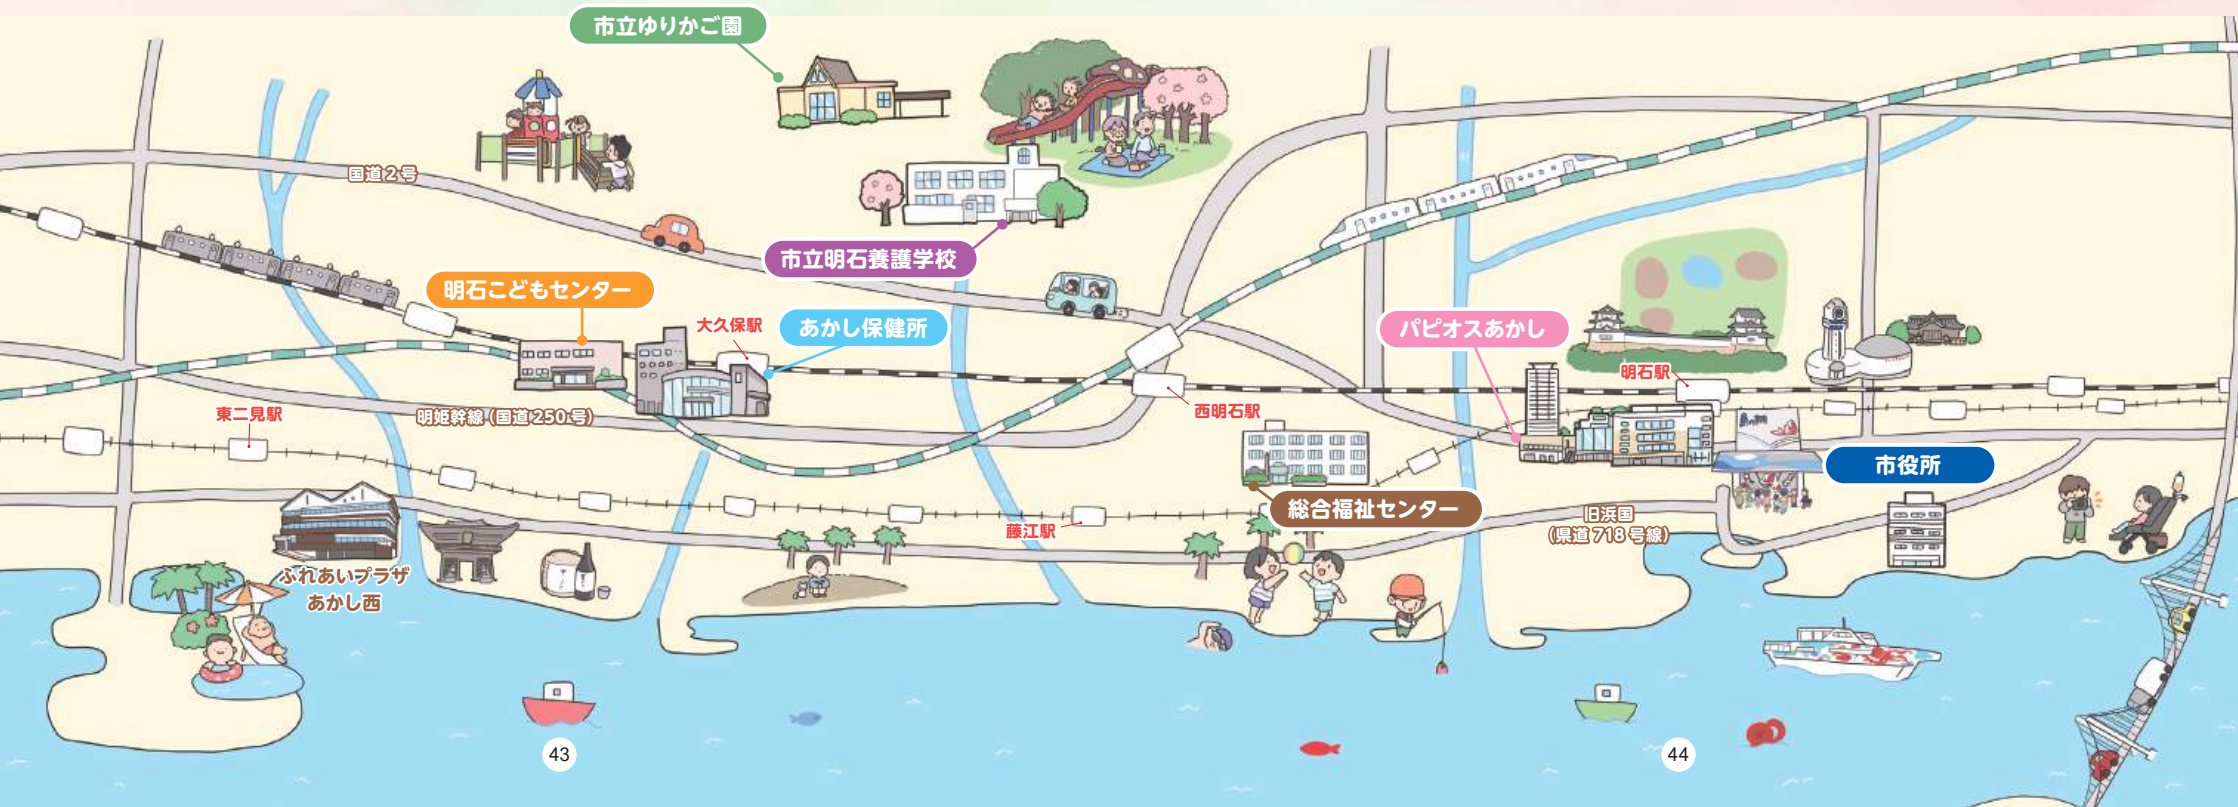 市立ゆりかご園
国道2号
市立明石養護学校
明石こどもセンター
大久保駅
あかし保健所
パピオスあかし
明石駅
東二見駅
明姫幹線(国道250号)
西明石駅
市役所
総合福祉センター
藤江駅
旧浜国
(県道718号線)
ふれあいプラザ
あかし西
43
44